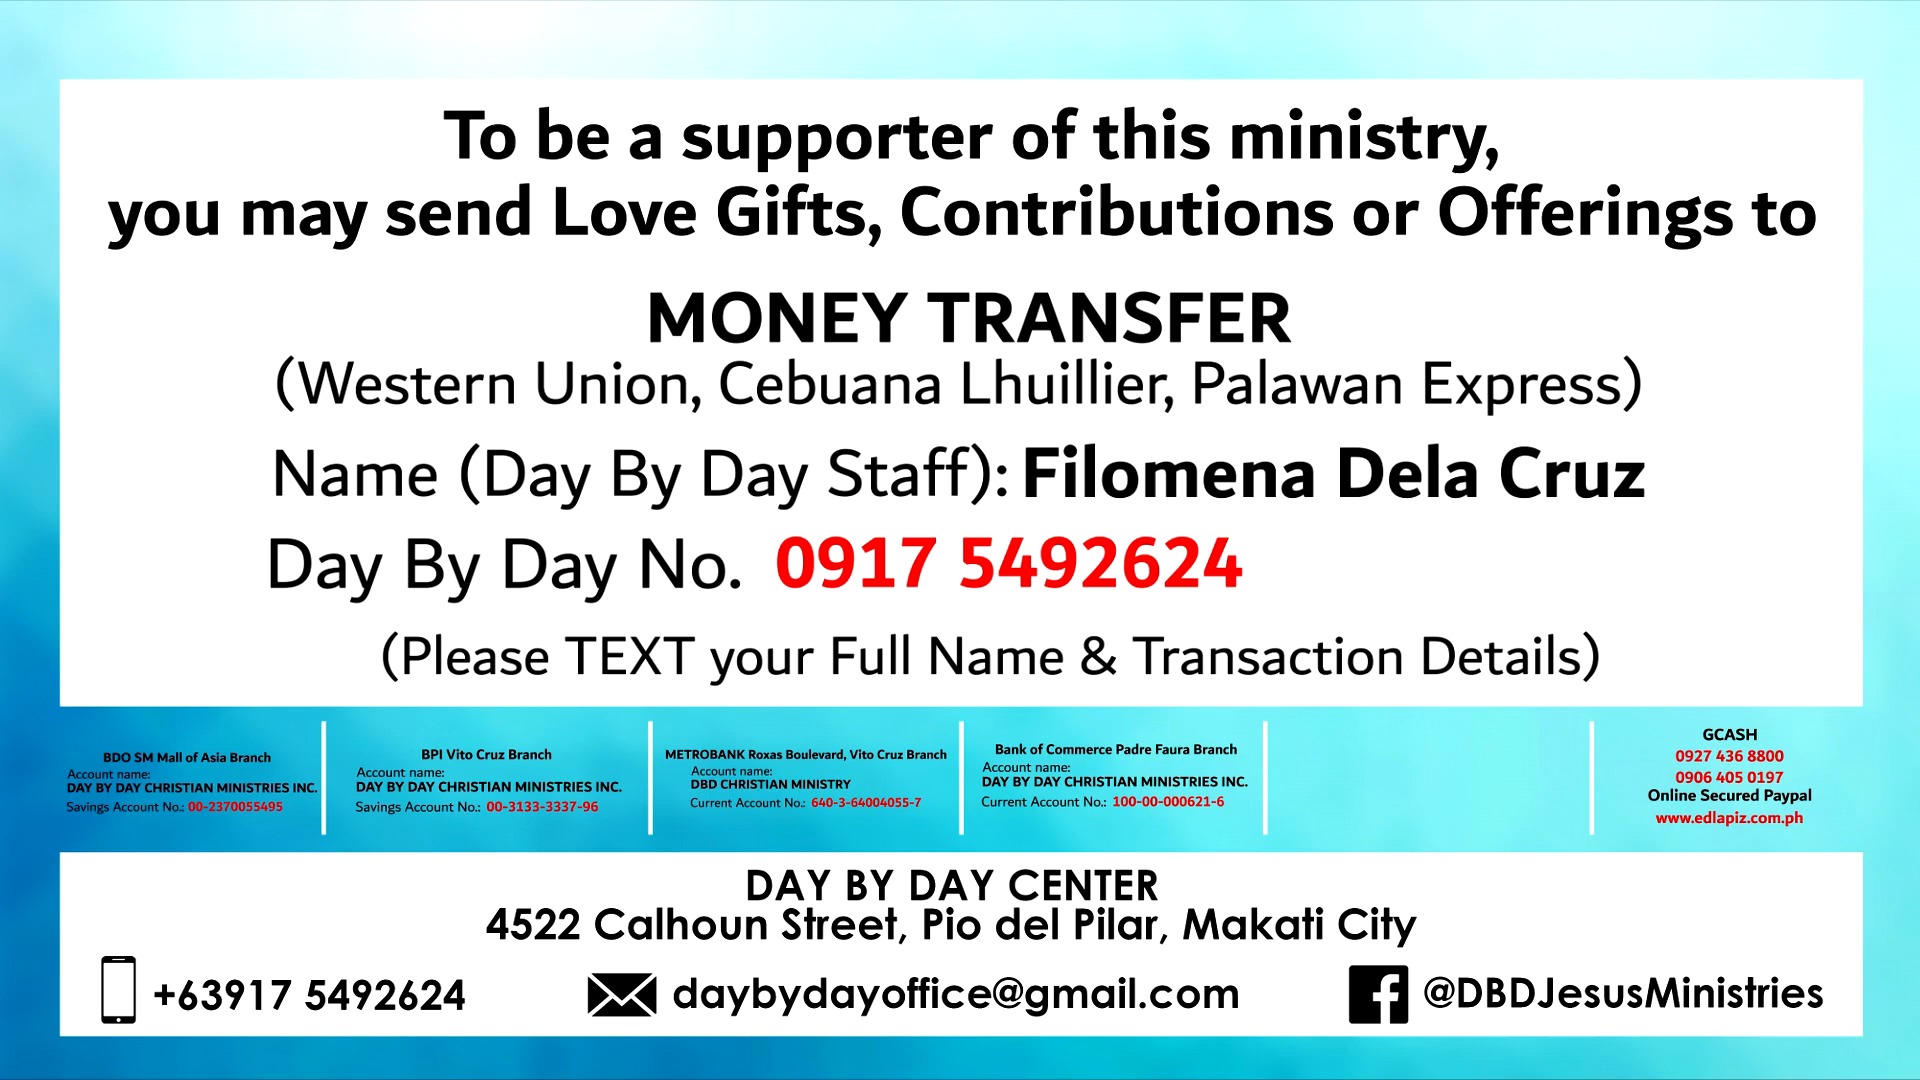 To be a supporter of this ministry,
you may send Love Gifts, Contributions or Offerings to
MONEY TRANSFER
(Western Union, Cebuana Lhuillier, Palawan Express)
Name (Day By Day Staff): Filomena Dela Cruz
Day By Day No. 0917 5492624
(Please TEXT your Full Name & Transaction Details)
BDO SM Mall of Asia Branch
Account name:
DAY BY DAY CHRISTIAN MINISTRIES INC.
Savings Account No.: 00-2370055495
BPI Vito Cruz Branch
Account name:
DAY BY DAY CHRISTIAN MINISTRIES INC.
Savings Account No.: 00-3133-3337-96
METROBANK Roxas Boulevard, Vito Cruz Branch
Account name:
DBD CHRISTIAN MINISTRY
Current Account No.: 640-3-64004055-7
Bank of Commerce Padre Faura Branch
Account name:
DAY BY DAY CHRISTIAN MINISTRIES INC.
Current Account No.: 100-00-000621-6
GCASH
0927 436 8800
0906 405 0197
Online Secured Paypal
www.edlapiz.com.ph
DAY BY DAY CENTER
4522 Calhoun Street, Pio del Pilar, Makati City
+63917 5492624
daybydayoffice@gmail.com
@DBDJesusMinistries